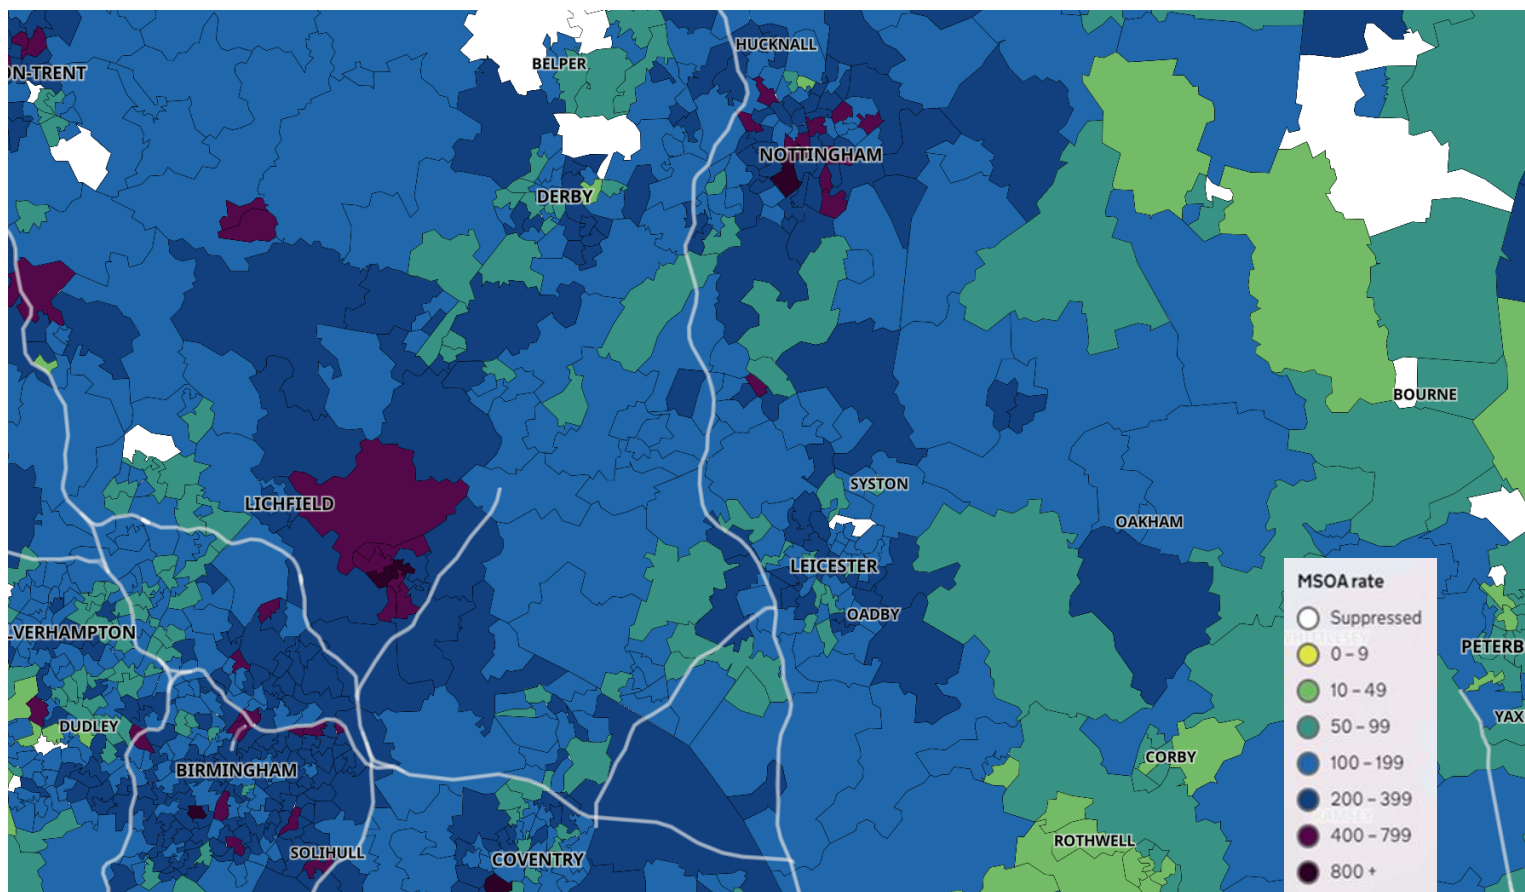 HUCKNALL
BELPER
ON-TRENT
NOTTINGHAM
DERBY
BOURNE
SYSTON
LICHFIELD
OAKHAM
LEICESTER
OADBY
LVERHAMPTON
PETERB
YAX
DUDLEY
CORBY
BIRMINGHAM
ROTHWELL
SOLIHULL
COVENTRY
MSOA rate
Suppressed
0 – 9
10 – 49
50 – 99
100 – 199
200 – 399
400 – 799
800 +